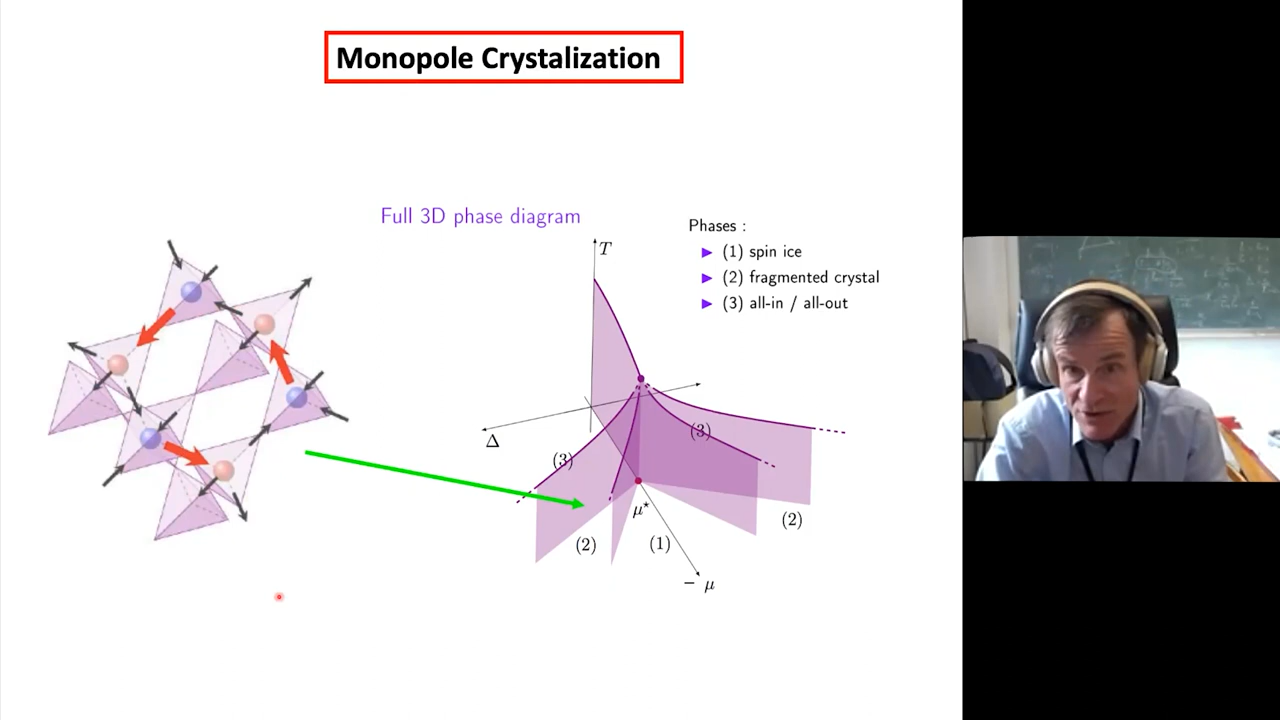 Monopole Crystalization
Full 3D phase diagram
Phases :
(1) spin ice
(2) fragmented crystal
(3) all-in / all-out
T
Δ
(3)
(3)
μ⋆
(2)
(2)
(1)
− μ